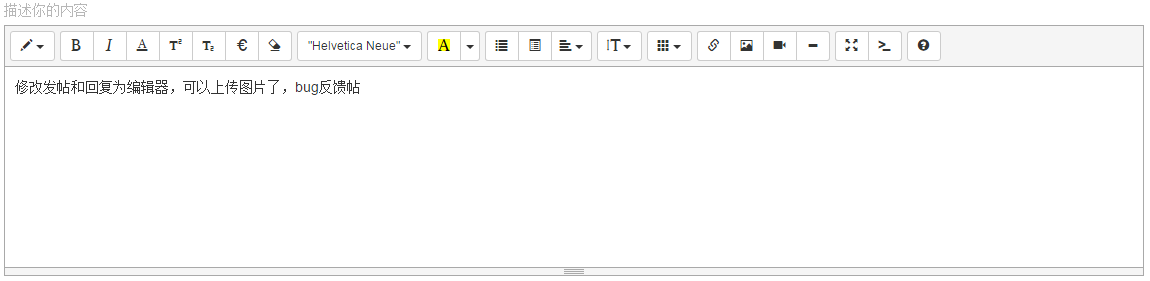 描述你的内容
B I A T² T₂ € "Helvetica Neue" A IT
修改发帖和回复为编辑器，可以上传图片了，bug反馈帖